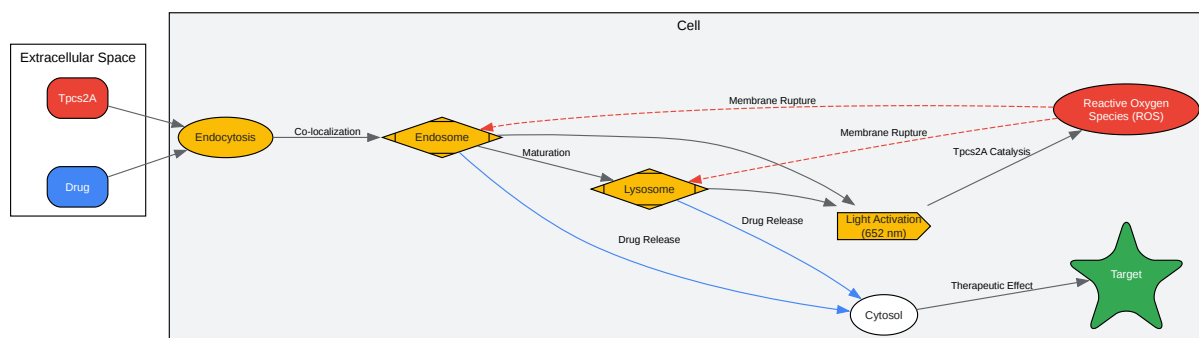 Cell
Extracellular Space
Tpcs2A
Drug
Endocytosis
Co-localization
Endosome
Maturation
Lysosome
Membrane Rupture
Membrane Rupture
Reactive Oxygen
Species (ROS)
Tpcs2A Catalysis
Light Activation
(652 nm)
Drug Release
Drug Release
Cytosol
Therapeutic Effect
Target